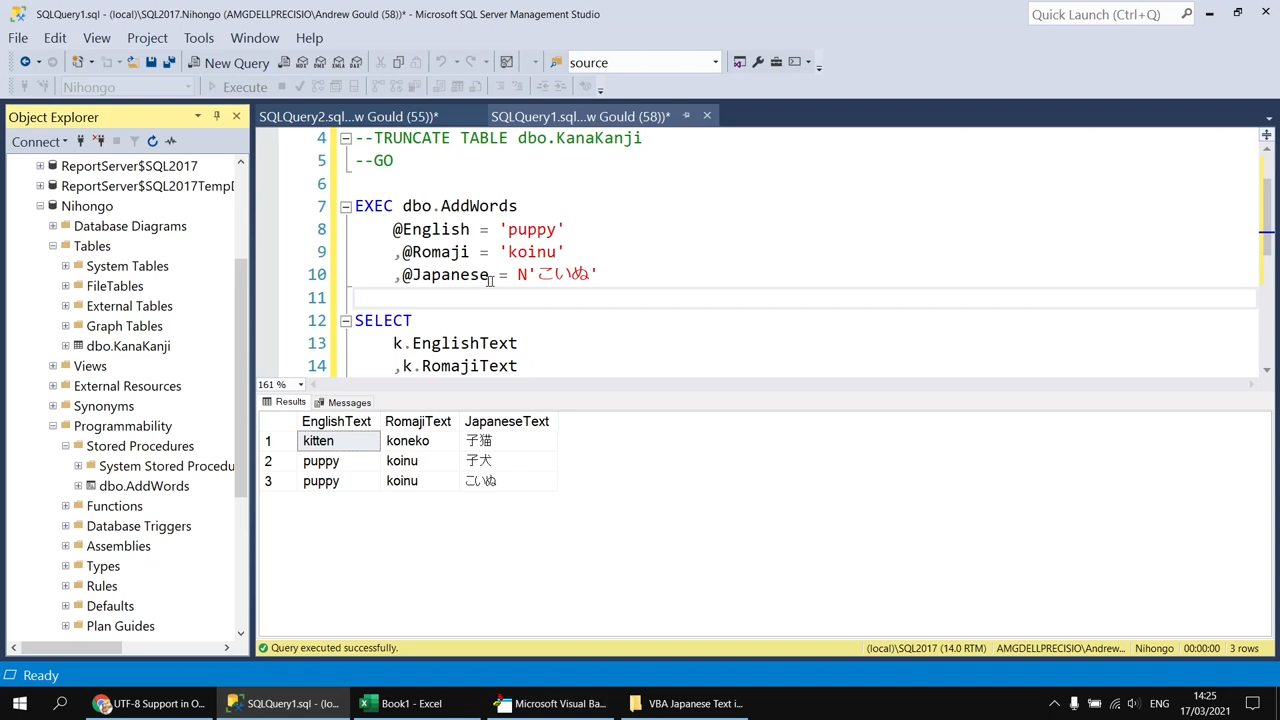 SQLQuery1.sql - (local)\SQL2017.Nihongo (AMGDELLPRECISIO\Andrew Gould (58))* - Microsoft SQL Server Management Studio
Quick Launch (Ctrl+Q)
File Edit View Project Tools Window Help
New Query source
Nihongo Execute
Object Explorer
Connect
ReportServer$SQL2017
ReportServer$SQL2017TempD
Nihongo
Database Diagrams
Tables
System Tables
FileTables
External Tables
Graph Tables
dbo.KanaKanji
Views
External Resources
Synonyms
Programmability
Stored Procedures
System Stored Procedu
dbo.AddWords
Functions
Database Triggers
Assemblies
Types
Rules
Defaults
Plan Guides
SQLQuery2.sql...w Gould (55))* SQLQuery1.sql...w Gould (58))*
4 --TRUNCATE TABLE dbo.KanaKanji
5 --GO
6
7 EXEC dbo.AddWords
8 @English = 'puppy'
9 ,@Romaji = 'koinu'
10 ,@Japanese = N'こいぬ'
11
12 SELECT
13 k.EnglishText
14 ,k.RomajiText
161 %
Results Messages
EnglishText RomajiText JapaneseText
1 kitten koneko 子猫
2 puppy koinu 子犬
3 puppy koinu こいぬ
Query executed successfully. (local)\SQL2017 (14.0 RTM) AMGDELLPRECISIO\Andrew... Nihongo 00:00:00 3 rows
Ready
UTF-8 Support in O... SQLQuery1.sql - (lo... Book1 - Excel Microsoft Visual Ba... VBA Japanese Text i... ENG 14:25
17/03/2021